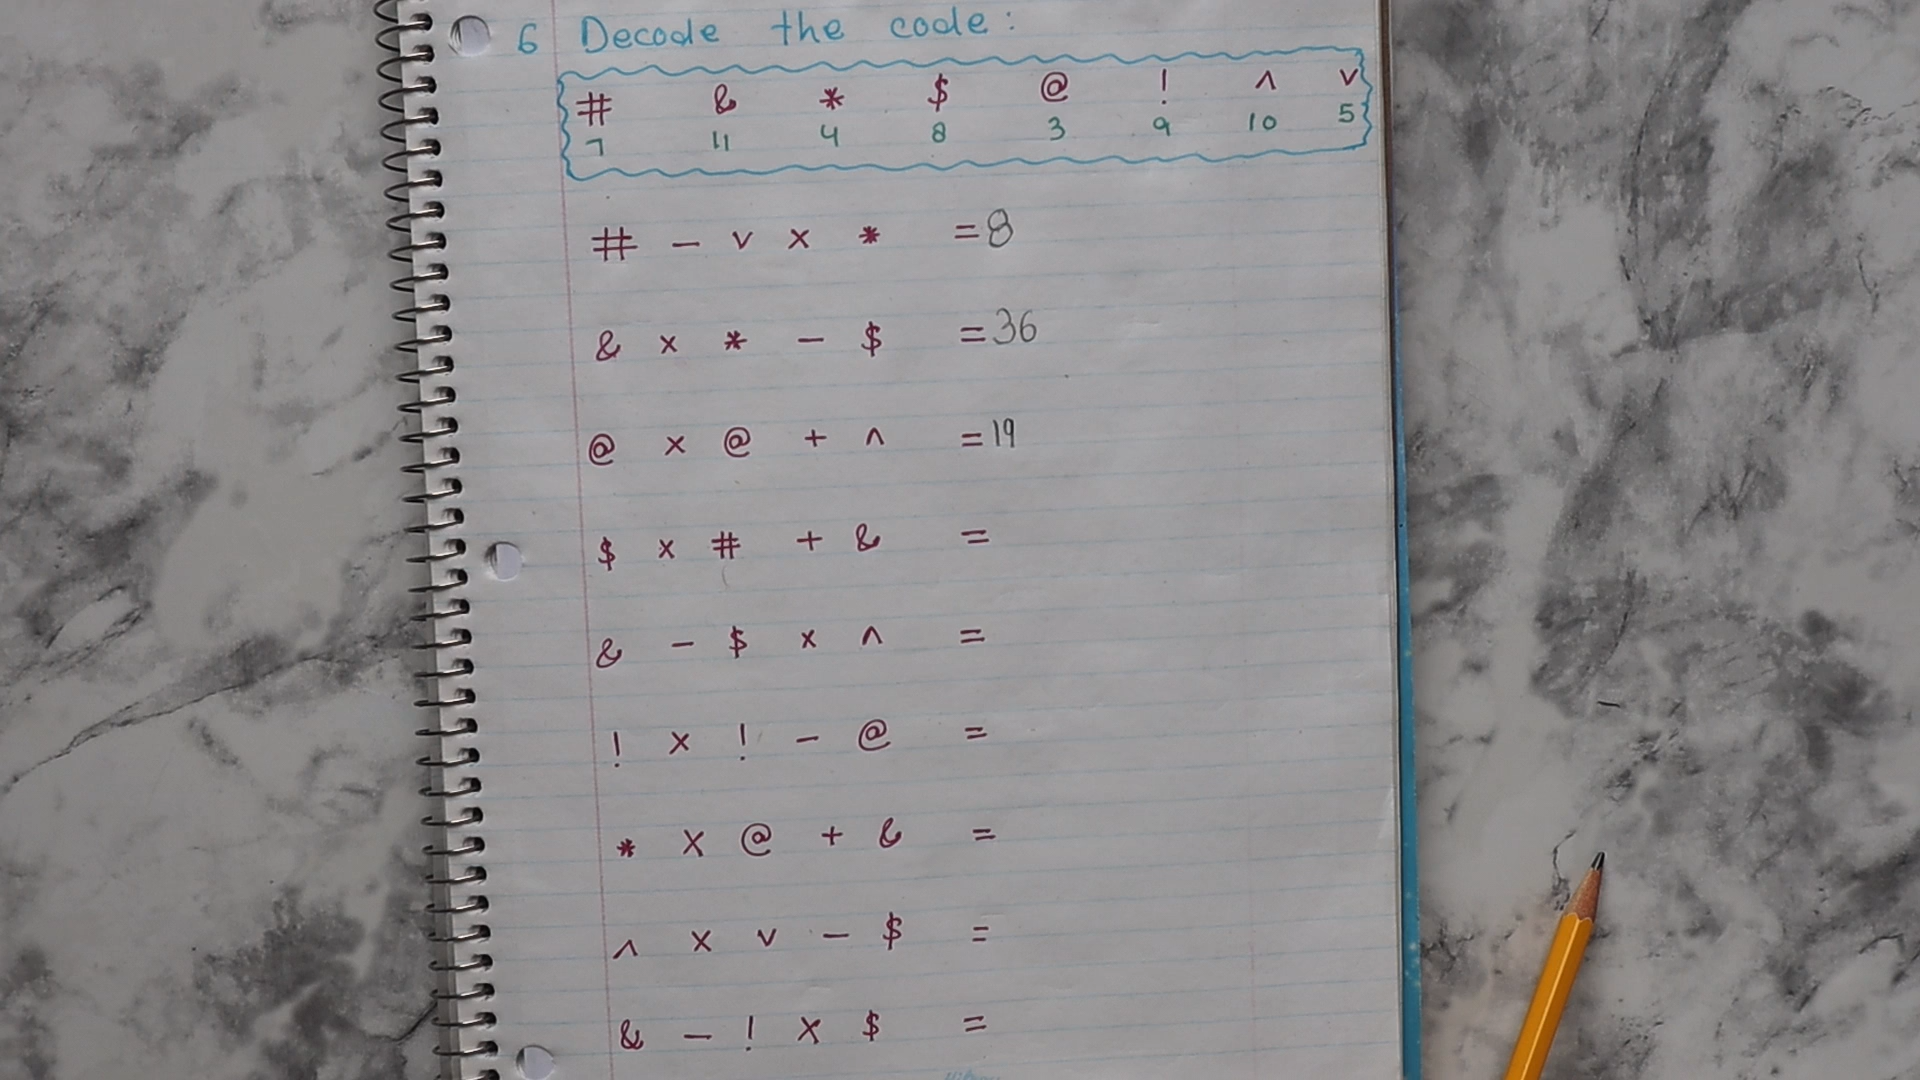 6 Decode the code:
# & * $ @ ! ^ v
7 11 4 8 3 9 10 5
# - v x * = 8
& x * - $ = 36
@ x @ + ^ = 19
$ x # + & =
& - $ x ^ =
! x ! - @ =
* x @ + & =
^ x v - $ =
& - ! x $ =